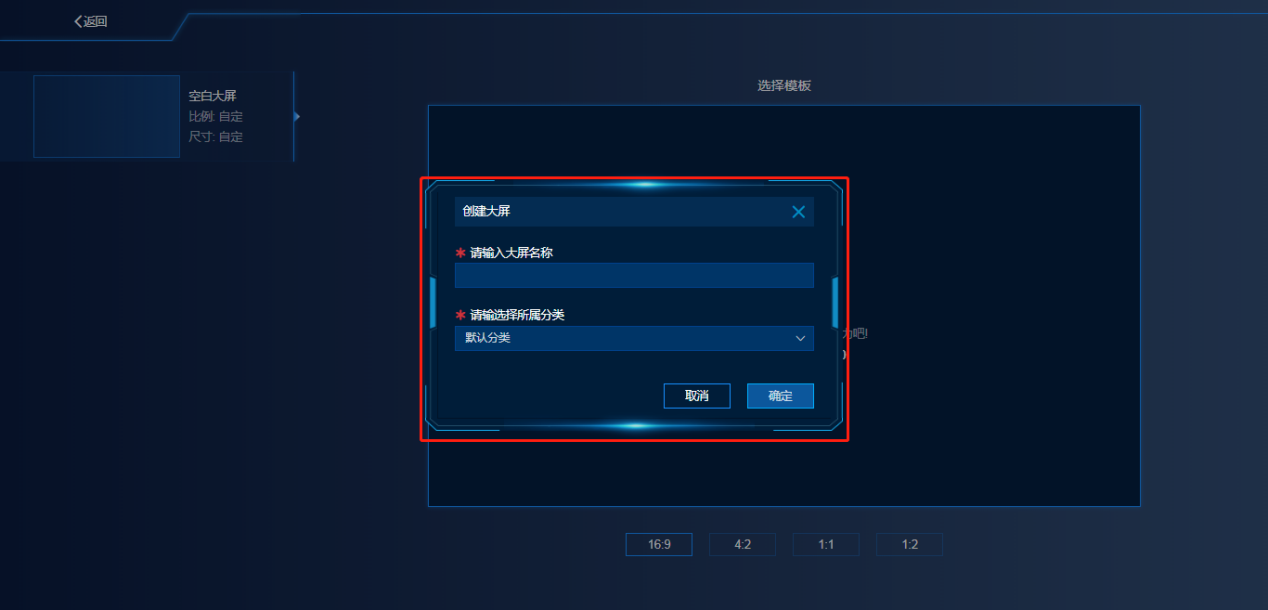 返回
空白大屏
比例: 自定
尺寸: 自定
选择模板
创建大屏
* 请输入大屏名称
* 请输选择所属分类
默认分类
取消
确定
力吧!
)
16:9
4:2
1:1
1:2